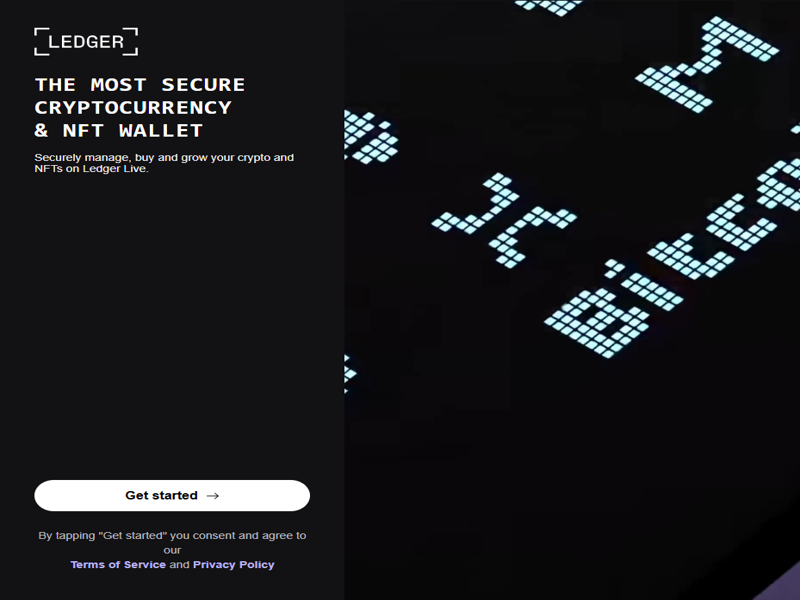 LEDGER
THE MOST SECURE
CRYPTOCURRENCY
& NFT WALLET
Securely manage, buy and grow your crypto and
NFTs on Ledger Live.
Get started →
By tapping "Get started" you consent and agree to
our
Terms of Service and Privacy Policy